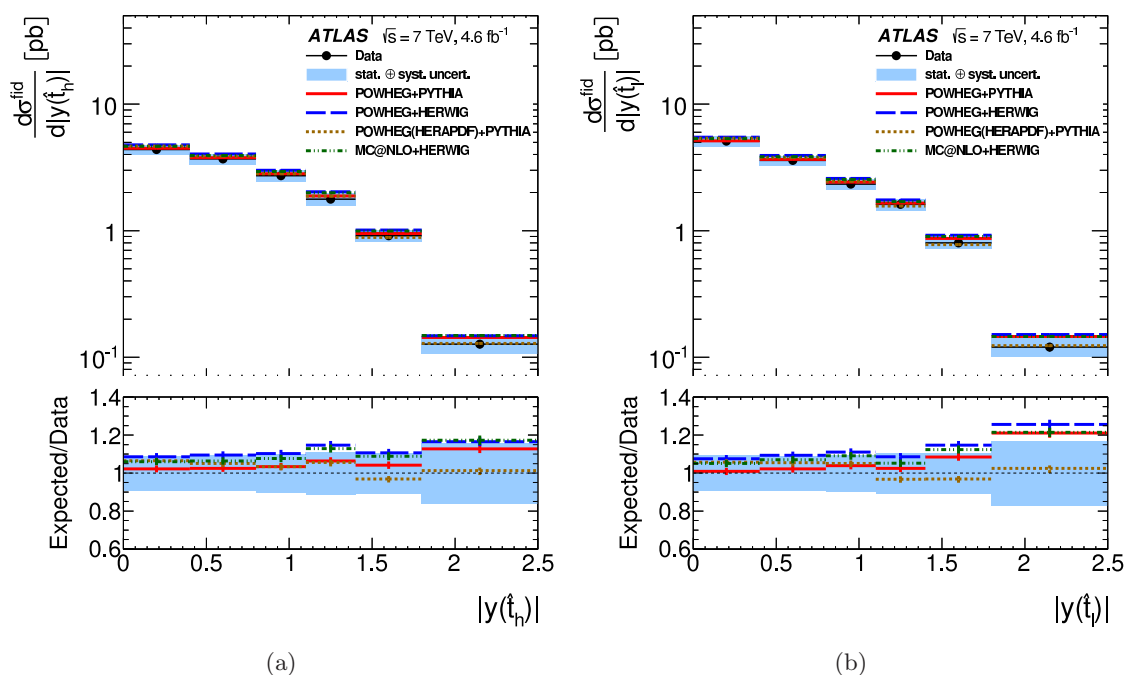 dσ^fid / d|y(t̂_h)| [pb]
ATLAS √s = 7 TeV, 4.6 fb⁻¹
Data
stat. ⊕ syst. uncert.
POWHEG+PYTHIA
POWHEG+HERWIG
POWHEG(HERAPDF)+PYTHIA
MC@NLO+HERWIG
10
1
10⁻¹
Expected/Data
1.4
1.2
1
0.8
0.6
0 0.5 1 1.5 2 2.5
|y(t̂_h)|
(a)
dσ^fid / d|y(t̂_l)| [pb]
ATLAS √s = 7 TeV, 4.6 fb⁻¹
Data
stat. ⊕ syst. uncert.
POWHEG+PYTHIA
POWHEG+HERWIG
POWHEG(HERAPDF)+PYTHIA
MC@NLO+HERWIG
10
1
10⁻¹
Expected/Data
1.4
1.2
1
0.8
0.6
0 0.5 1 1.5 2 2.5
|y(t̂_l)|
(b)